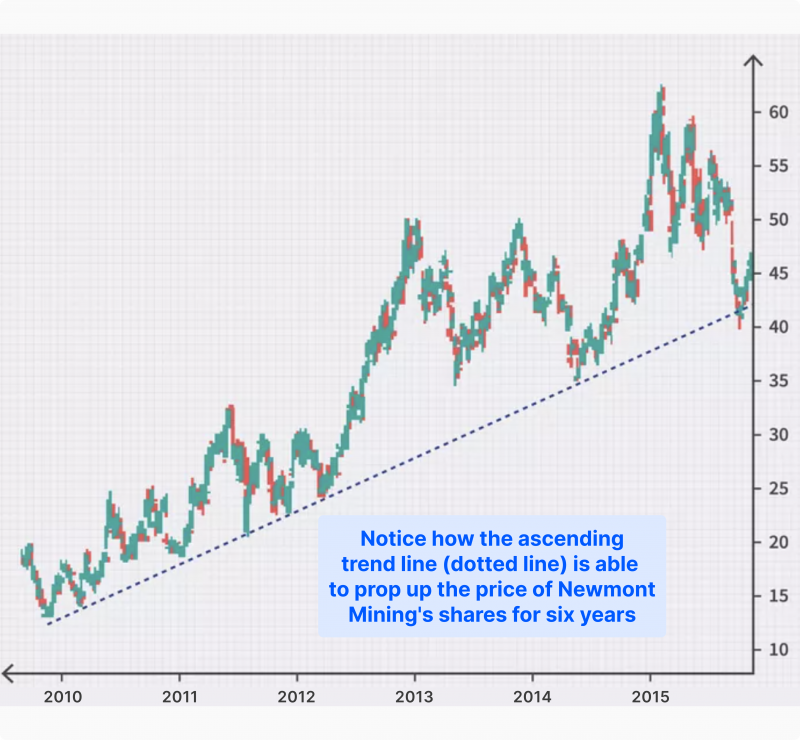 60
55
50
45
40
35
30
25
20
15
10
Notice how the ascending
trend line (dotted line) is able
to prop up the price of Newmont
Mining's shares for six years
2010 2011 2012 2013 2014 2015